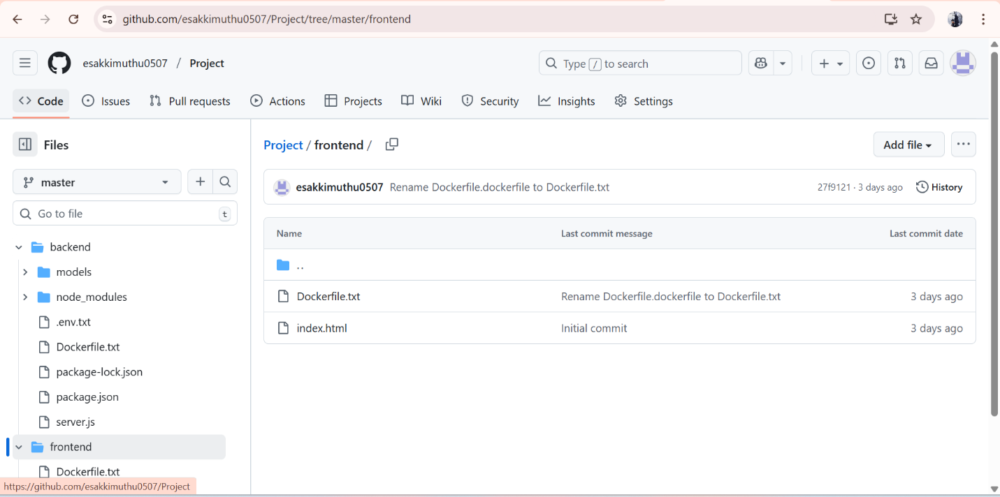 github.com/esakkimuthu0507/Project/tree/master/frontend
esakkimuthu0507 / Project
Type / to search
Code Issues Pull requests Actions Projects Wiki Security Insights Settings
Files
master
Go to file t
backend
models
node_modules
.env.txt
Dockerfile.txt
package-lock.json
package.json
server.js
frontend
Dockerfile.txt
https://github.com/esakkimuthu0507/Project
Project / frontend /
Add file
esakkimuthu0507 Rename Dockerfile.dockerfile to Dockerfile.txt 27f9121 · 3 days ago History
Name Last commit message Last commit date
..
Dockerfile.txt Rename Dockerfile.dockerfile to Dockerfile.txt 3 days ago
index.html Initial commit 3 days ago